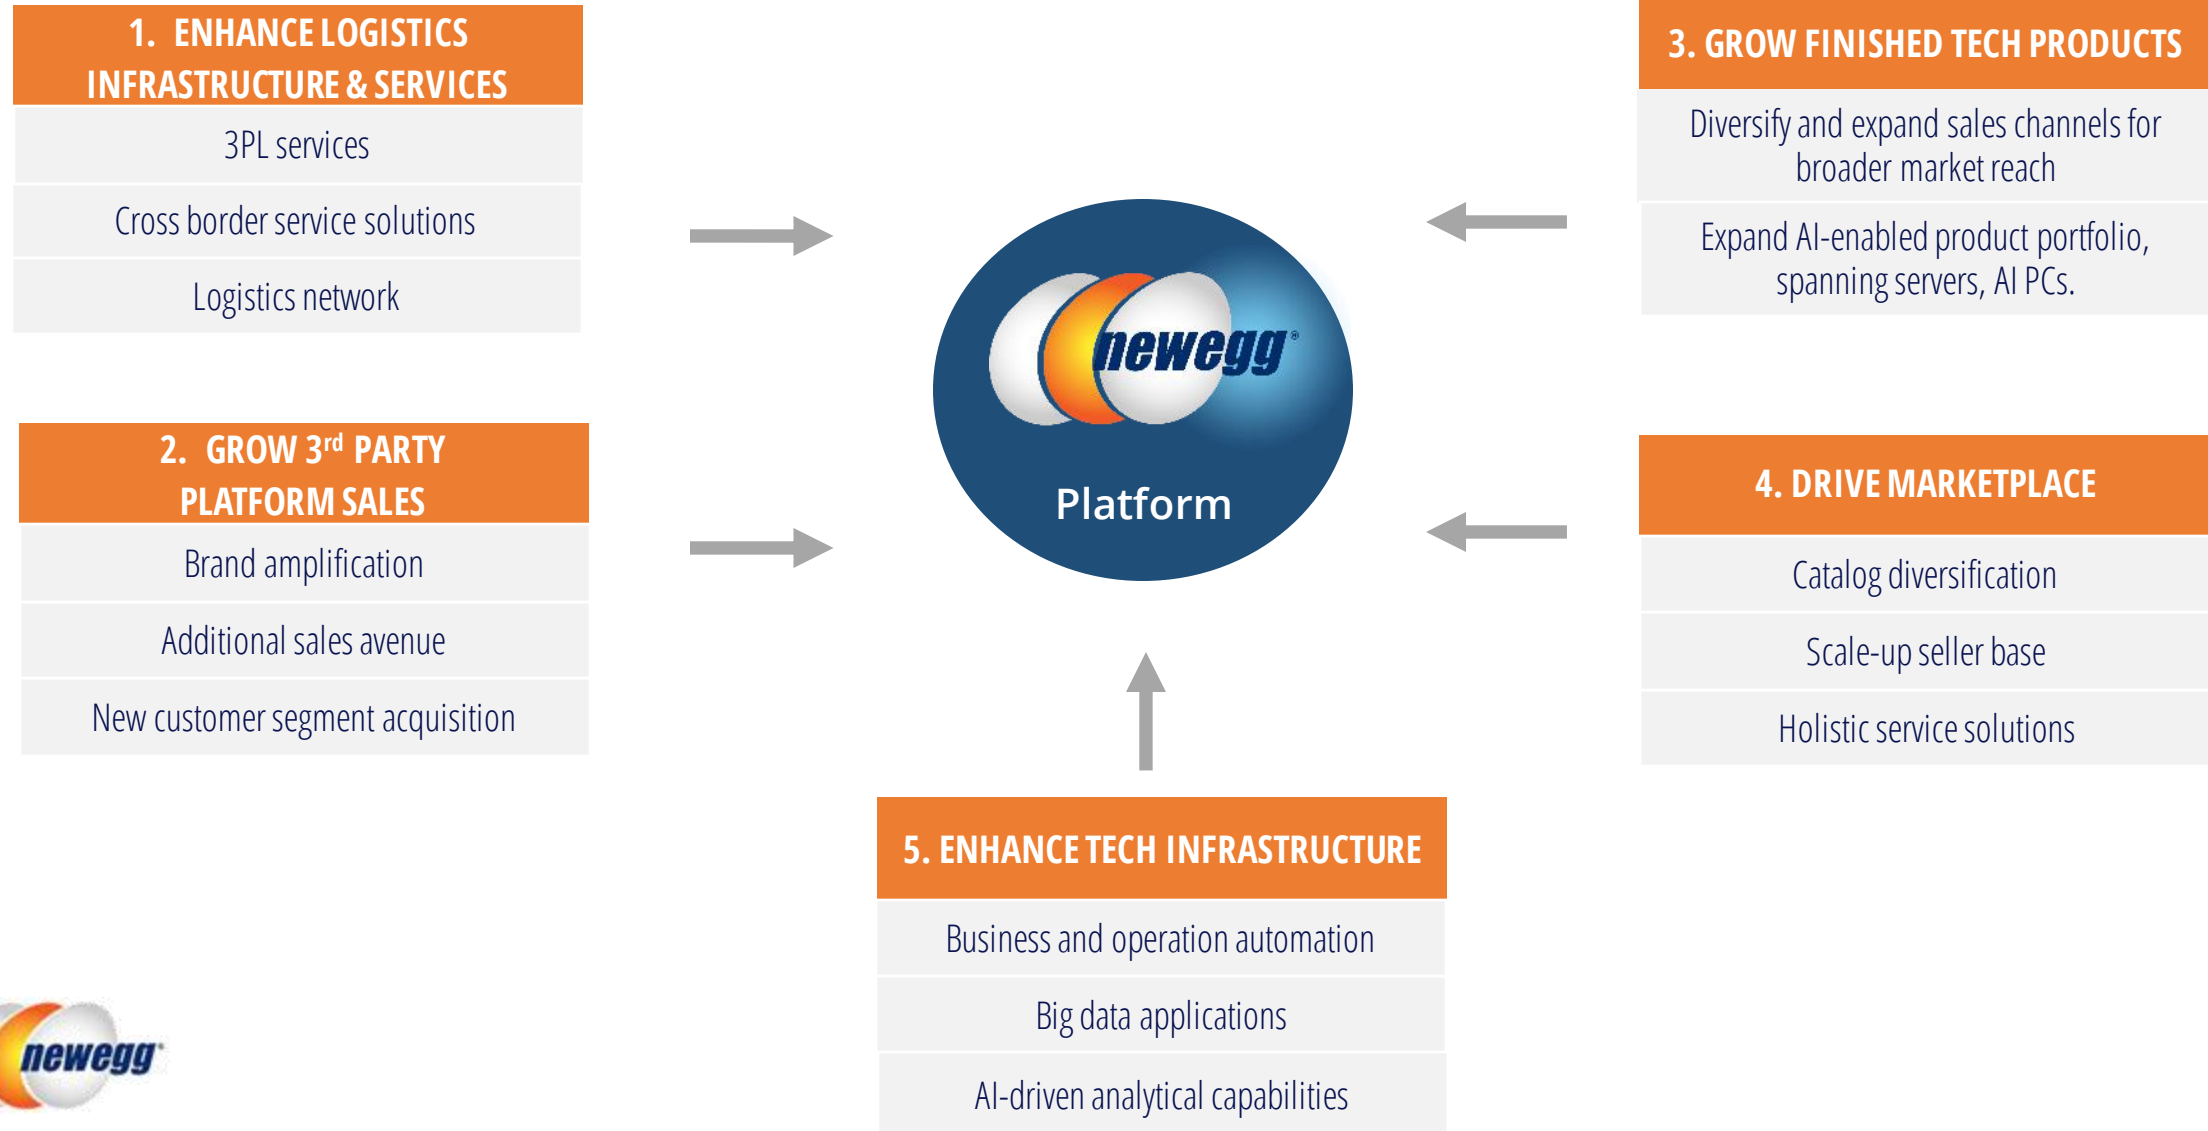 1. ENHANCE LOGISTICS
INFRASTRUCTURE & SERVICES
3PL services
Cross border service solutions
Logistics network
2. GROW 3rd PARTY
PLATFORM SALES
Brand amplification
Additional sales avenue
New customer segment acquisition
newegg®
Platform
3. GROW FINISHED TECH PRODUCTS
Diversify and expand sales channels for
broader market reach
Expand AI-enabled product portfolio,
spanning servers, AI PCs.
4. DRIVE MARKETPLACE
Catalog diversification
Scale-up seller base
Holistic service solutions
5. ENHANCE TECH INFRASTRUCTURE
Business and operation automation
Big data applications
AI-driven analytical capabilities
newegg®